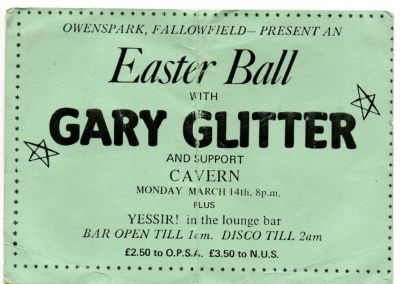 OWENSPARK, FALLOWFIELD— PRESENT AN
Easter Ball
WITH
GARY GLITTER
AND SUPPORT
CAVERN
MONDAY MARCH 14th, 8p.m.
PLUS
YESSIR! in the lounge bar
BAR OPEN TILL 1am. DISCO TILL 2am
£2.50 to O.P.S.A. £3.50 to N.U.S.